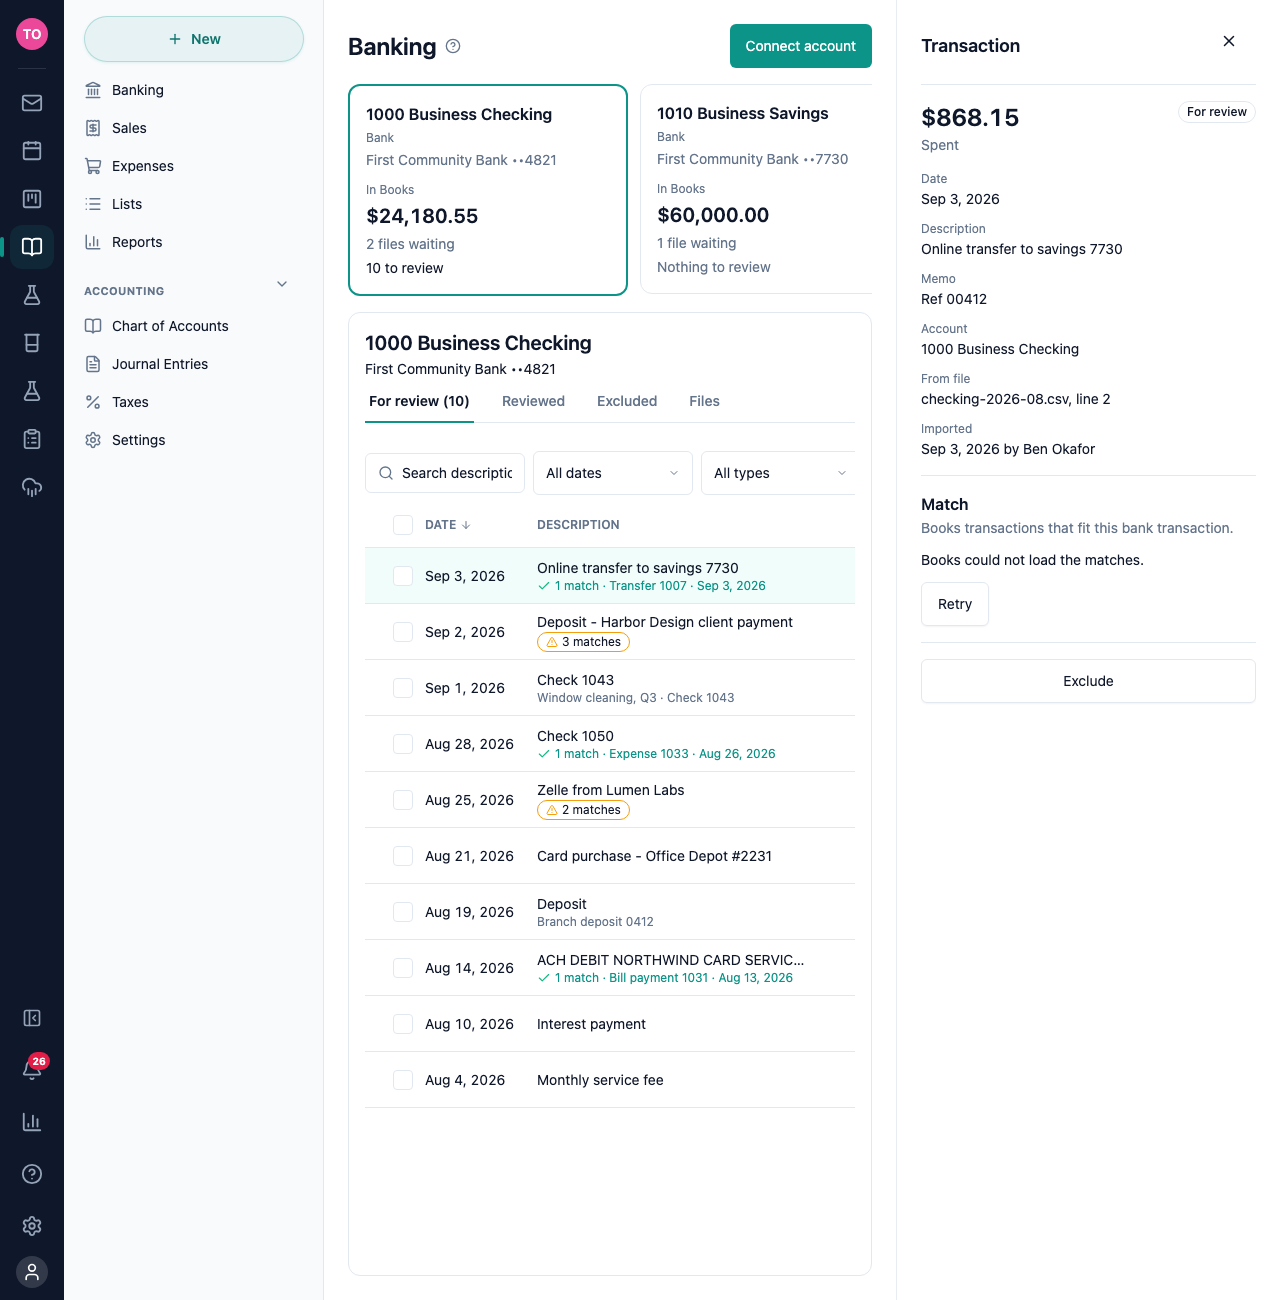 TO
New
Banking
Sales
Expenses
Lists
Reports
ACCOUNTING
Chart of Accounts
Journal Entries
Taxes
Settings
26
Banking
Connect account
1000 Business Checking
Bank
First Community Bank ••4821
In Books
$24,180.55
2 files waiting
10 to review
1010 Business Savings
Bank
First Community Bank ••7730
In Books
$60,000.00
1 file waiting
Nothing to review
1000 Business Checking
First Community Bank ••4821
For review (10)
Reviewed
Excluded
Files
Search descriptic
All dates
All types
DATE
DESCRIPTION
Sep 3, 2026
Online transfer to savings 7730
1 match · Transfer 1007 · Sep 3, 2026
Sep 2, 2026
Deposit - Harbor Design client payment
3 matches
Sep 1, 2026
Check 1043
Window cleaning, Q3 · Check 1043
Aug 28, 2026
Check 1050
1 match · Expense 1033 · Aug 26, 2026
Aug 25, 2026
Zelle from Lumen Labs
2 matches
Aug 21, 2026
Card purchase - Office Depot #2231
Aug 19, 2026
Deposit
Branch deposit 0412
Aug 14, 2026
ACH DEBIT NORTHWIND CARD SERVIC...
1 match · Bill payment 1031 · Aug 13, 2026
Aug 10, 2026
Interest payment
Aug 4, 2026
Monthly service fee
Transaction
$868.15
For review
Spent
Date
Sep 3, 2026
Description
Online transfer to savings 7730
Memo
Ref 00412
Account
1000 Business Checking
From file
checking-2026-08.csv, line 2
Imported
Sep 3, 2026 by Ben Okafor
Match
Books transactions that fit this bank transaction.
Books could not load the matches.
Retry
Exclude